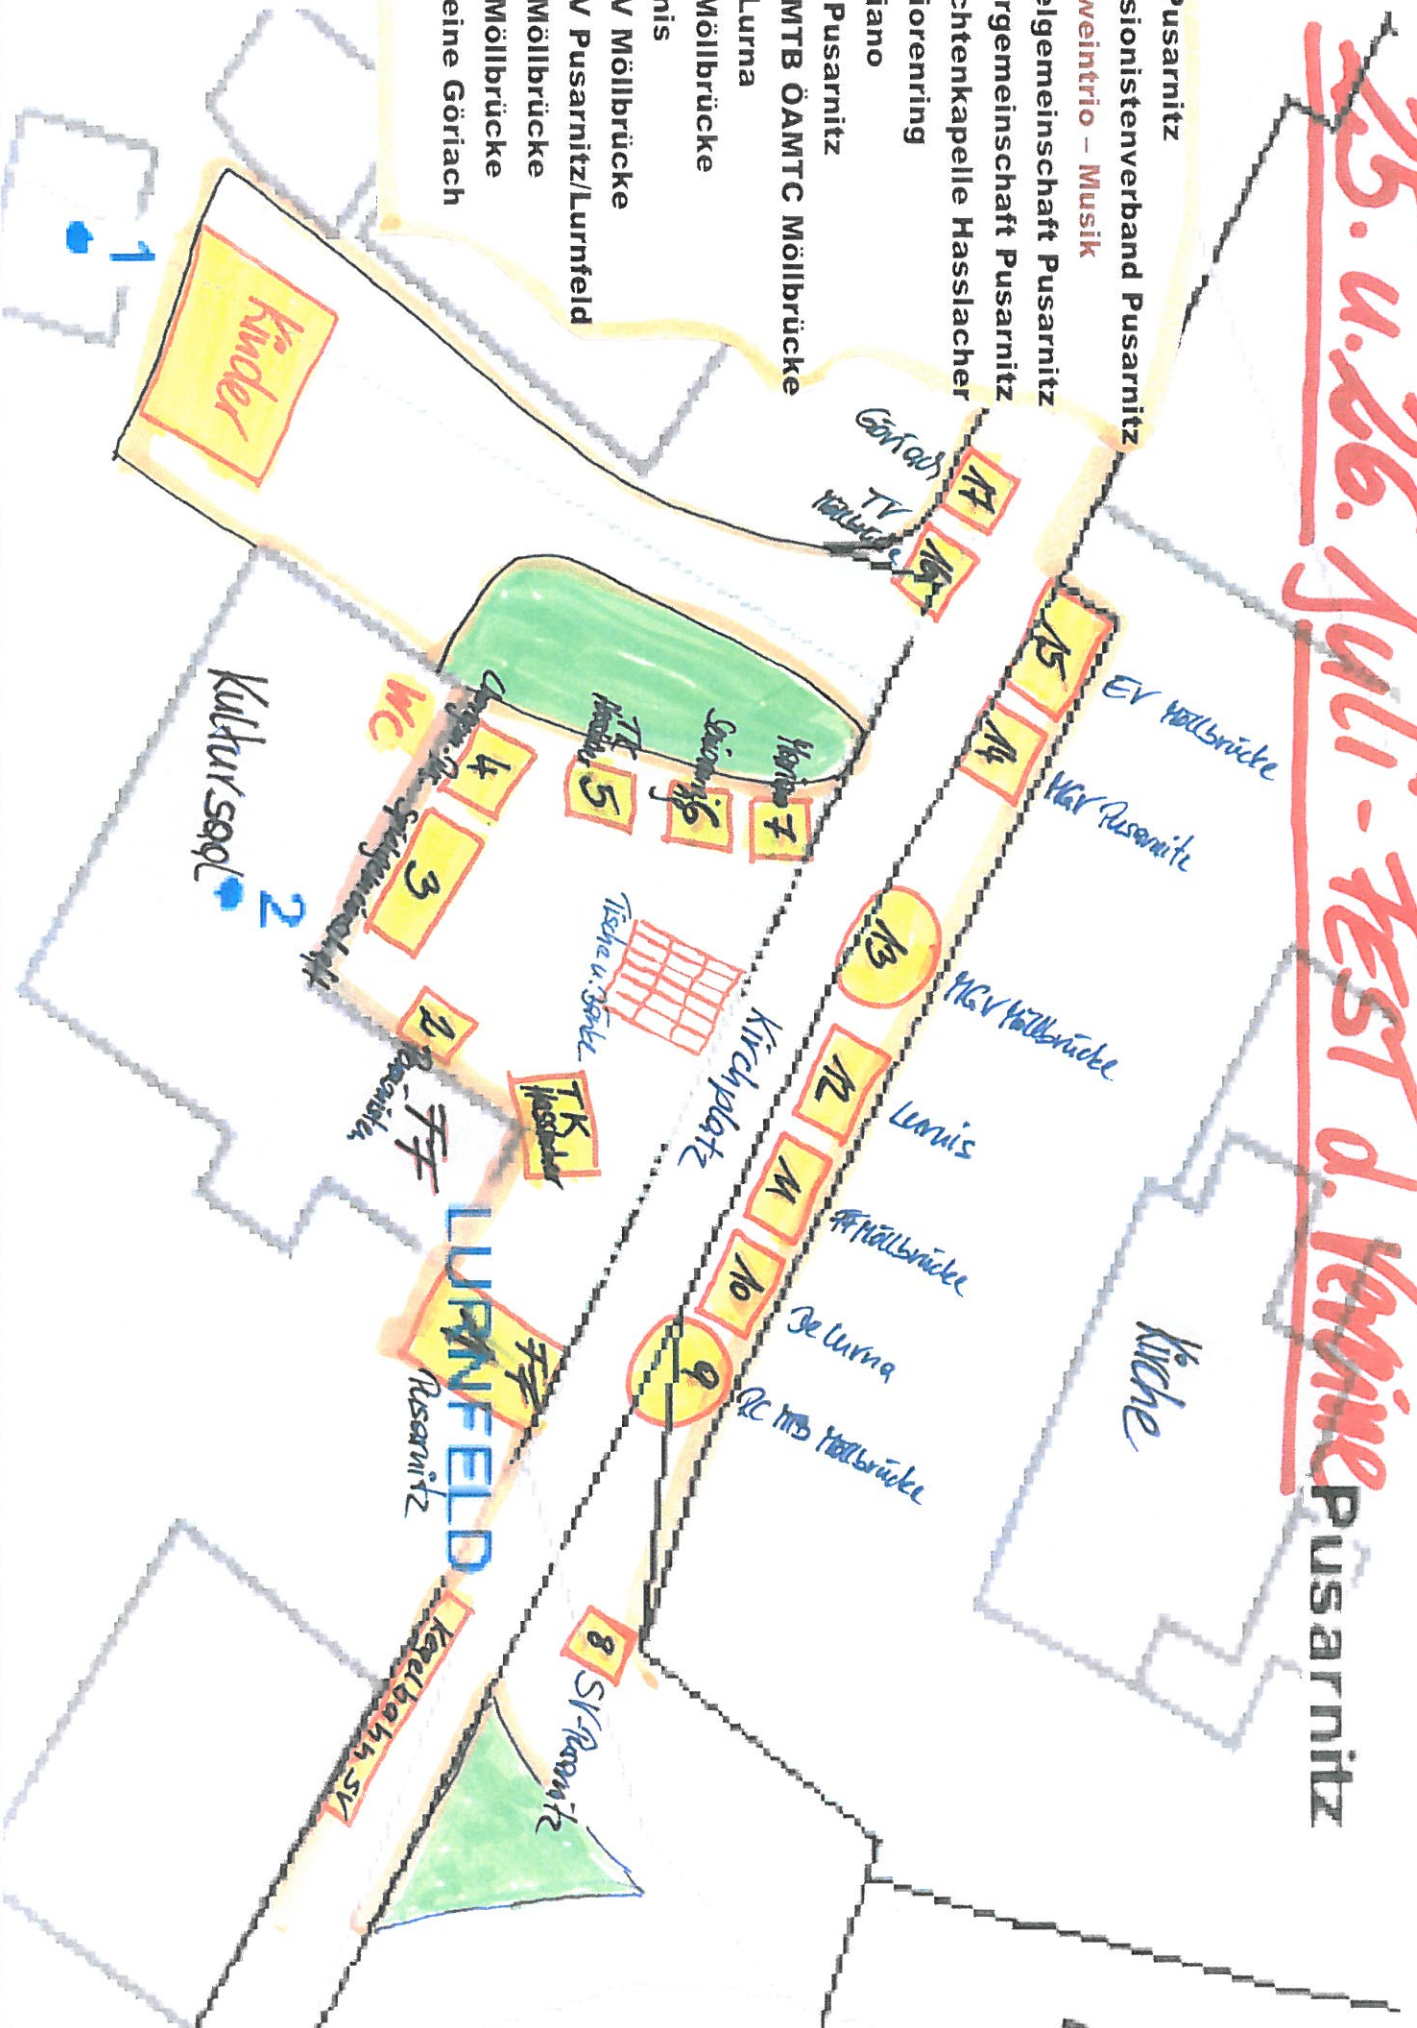 25. u. 26. Juli - FEST d. Vereine
Pusarnitz
Pusarnitz
sionistenverband Pusarnitz
weintrio – Musik
elgemeinschaft Pusarnitz
rgemeinschaft Pusarnitz
chtenkapelle Hasslacher
iorenring
iano
Pusarnitz
MTB ÖAMTC Möllbrücke
Lurna
Möllbrücke
nis
V Möllbrücke
V Pusarnitz/Lurnfeld
Möllbrücke
Möllbrücke
eine Göriach
Göriach
17
TV
16
15
EV Möllbrücke
14
MGV Pusarnitz
13
MGV Möllbrücke
12
Lurnis
11
FF Möllbrücke
10
De Lurna
9
RC MTB Möllbrücke
8
SV-Pusarnitz
Kirche
Kirchplatz
Tische u. Bänke
7
6
5
4
3
2
WC
TK
FF
FF
Pusarnitz
LURNFELD
Kegelbahn SV
Kultursaal
2
Kinder
1